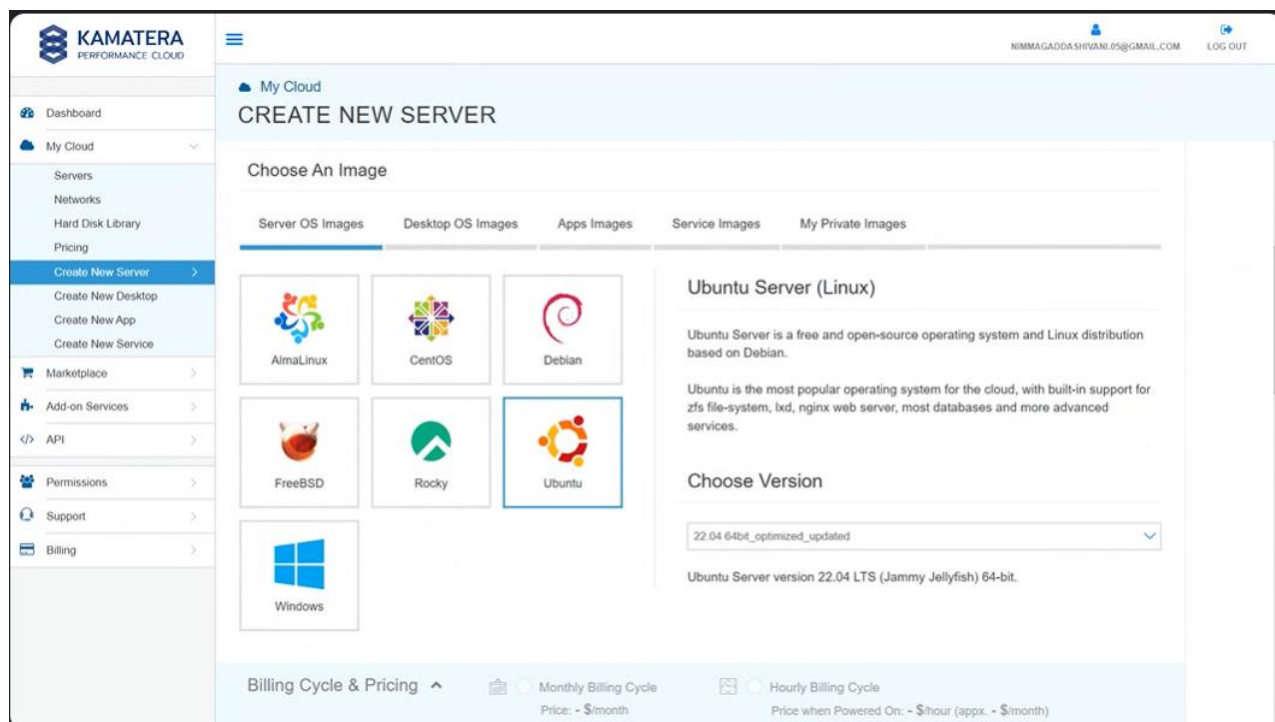 KAMATERA
PERFORMANCE CLOUD
NIMMAGADDASHIVANI.05@GMAIL.COM
LOG OUT
Dashboard
My Cloud
Servers
Networks
Hard Disk Library
Pricing
Create New Server
Create New Desktop
Create New App
Create New Service
Marketplace
Add-on Services
API
Permissions
Support
Billing
My Cloud
CREATE NEW SERVER
Choose An Image
Server OS Images
Desktop OS Images
Apps Images
Service Images
My Private Images
AlmaLinux
CentOS
Debian
FreeBSD
Rocky
Ubuntu
Windows
Ubuntu Server (Linux)
Ubuntu Server is a free and open-source operating system and Linux distribution
based on Debian.
Ubuntu is the most popular operating system for the cloud, with built-in support for
zfs file-system, lxd, nginx web server, most databases and more advanced
services.
Choose Version
22.04 64bit_optimized_updated
Ubuntu Server version 22.04 LTS (Jammy Jellyfish) 64-bit.
Billing Cycle & Pricing
Monthly Billing Cycle
Price: - $/month
Hourly Billing Cycle
Price when Powered On: - $/hour (appx. - $/month)